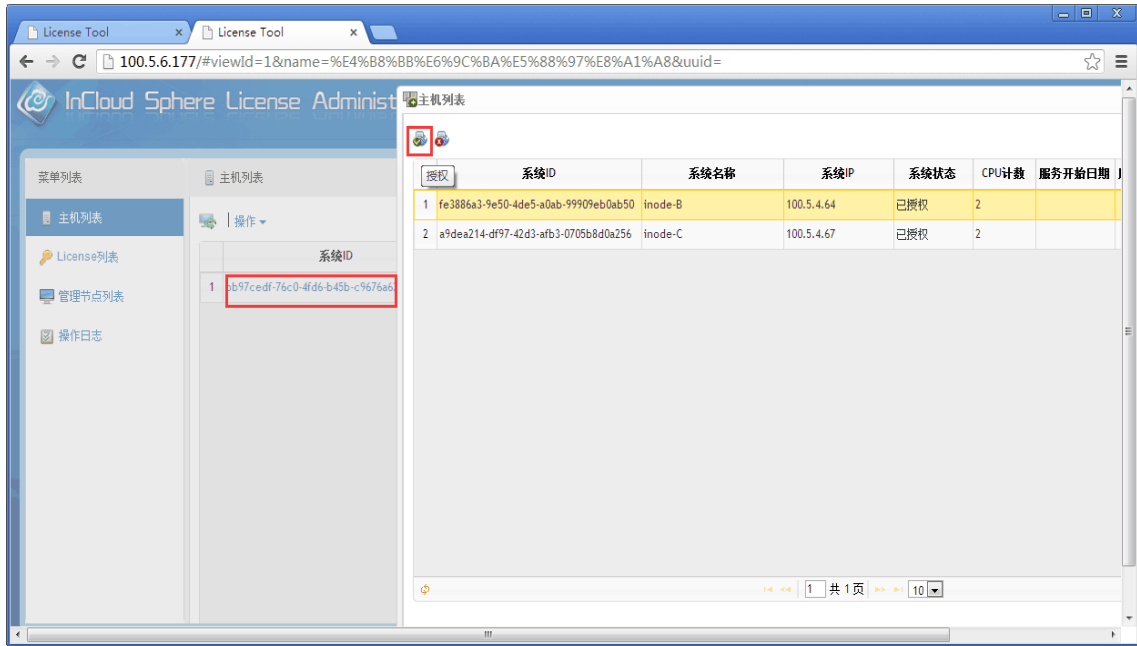 License Tool
License Tool
100.5.6.177/#viewId=1&name=%E4%B8%BB%E6%9C%BA%E5%88%97%E8%A1%A8&uuid=
InCloud Sphere License Administ
主机列表
授权
菜单列表
主机列表
主机列表
License列表
管理节点列表
操作日志
操作
系统ID
1 bb97cedf-76c0-4fd6-b45b-c9676a6
系统ID 系统名称 系统IP 系统状态 CPU计数 服务开始日期
1 fe3886a3-9e50-4de5-a0ab-99909eb0ab50 inode-B 100.5.4.64 已授权 2
2 a9dea214-df97-42d3-afb3-0705b8d0a256 inode-C 100.5.4.67 已授权 2
1 共 1 页 10